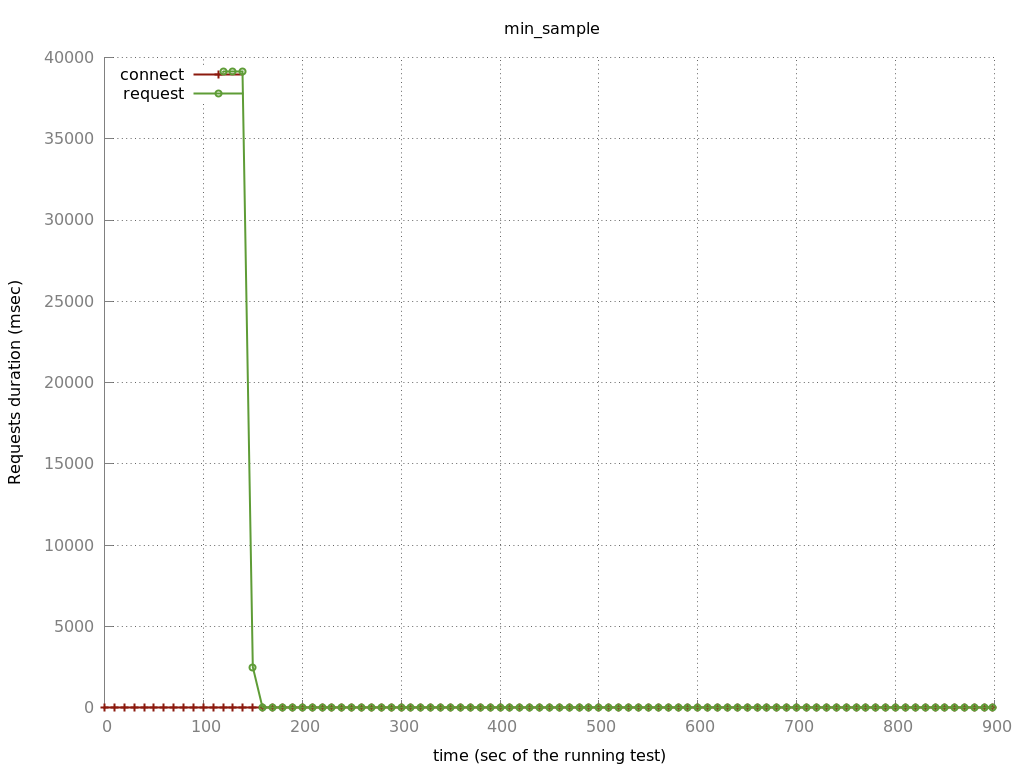 min_sample
40000
connect
request
35000
30000
25000
20000
15000
10000
5000
0
Requests duration (msec)
0 100 200 300 400 500 600 700 800 900
time (sec of the running test)